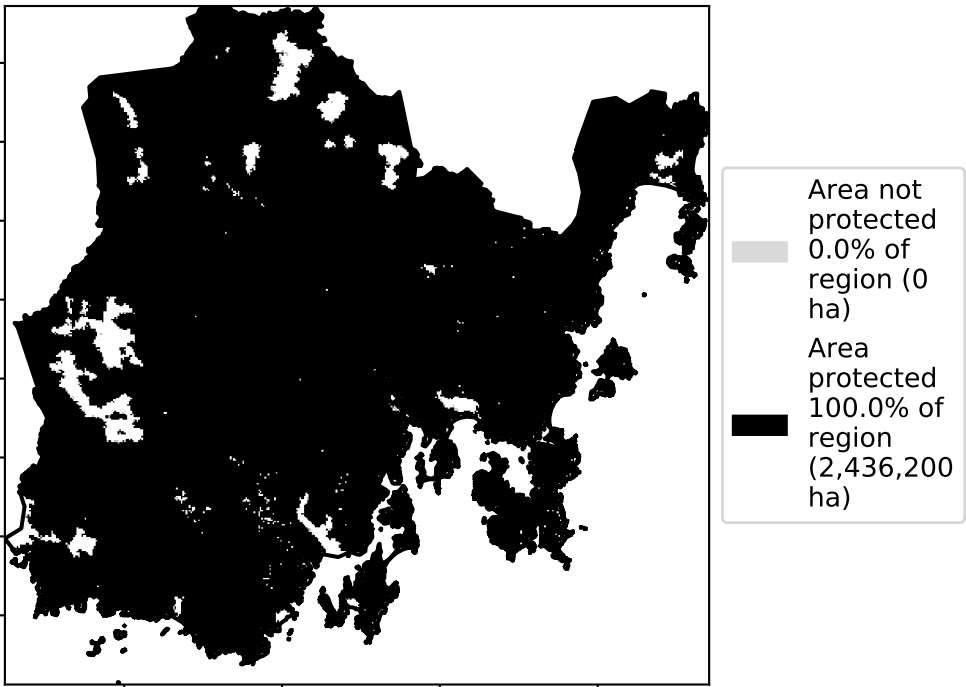 Area not
protected
0.0% of
region (0
ha)
Area
protected
100.0% of
region
(2,436,200
ha)